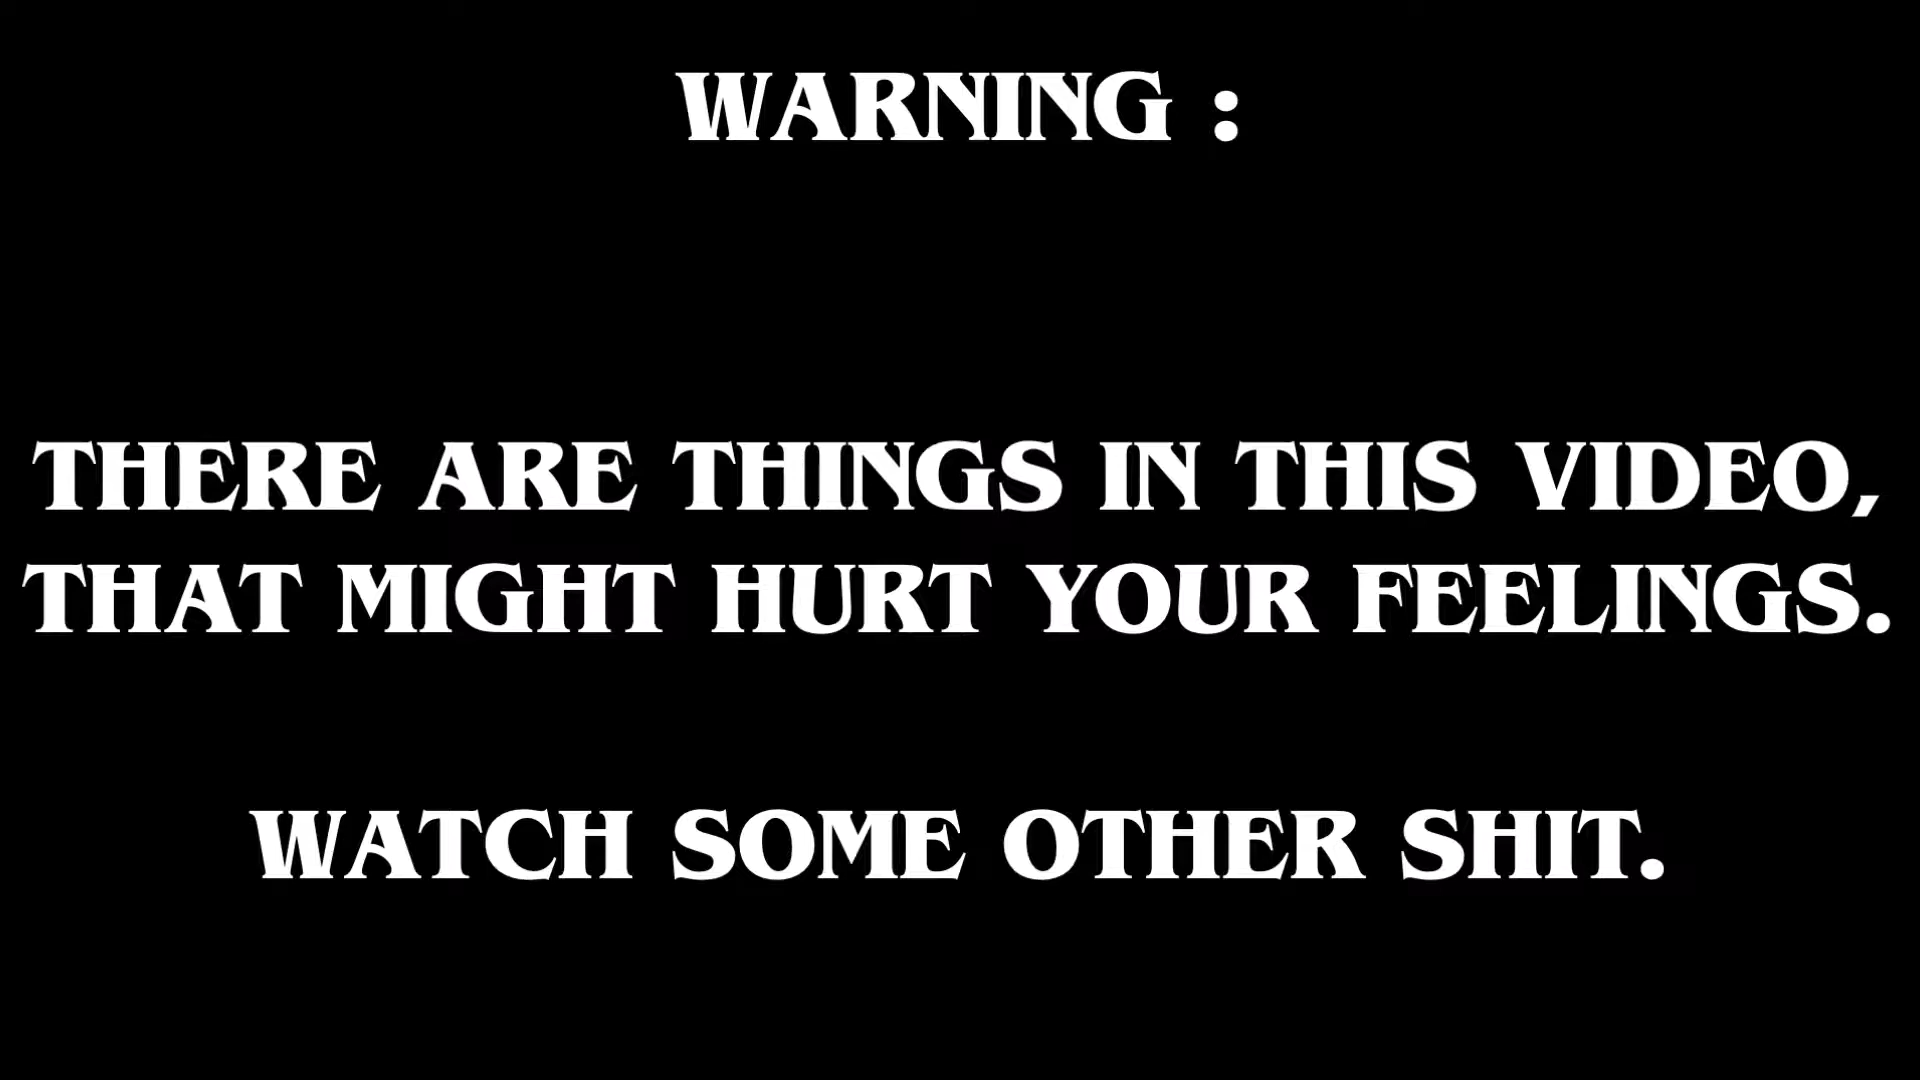 WARNING :
THERE ARE THINGS IN THIS VIDEO,
THAT MIGHT HURT YOUR FEELINGS.
WATCH SOME OTHER SHIT.